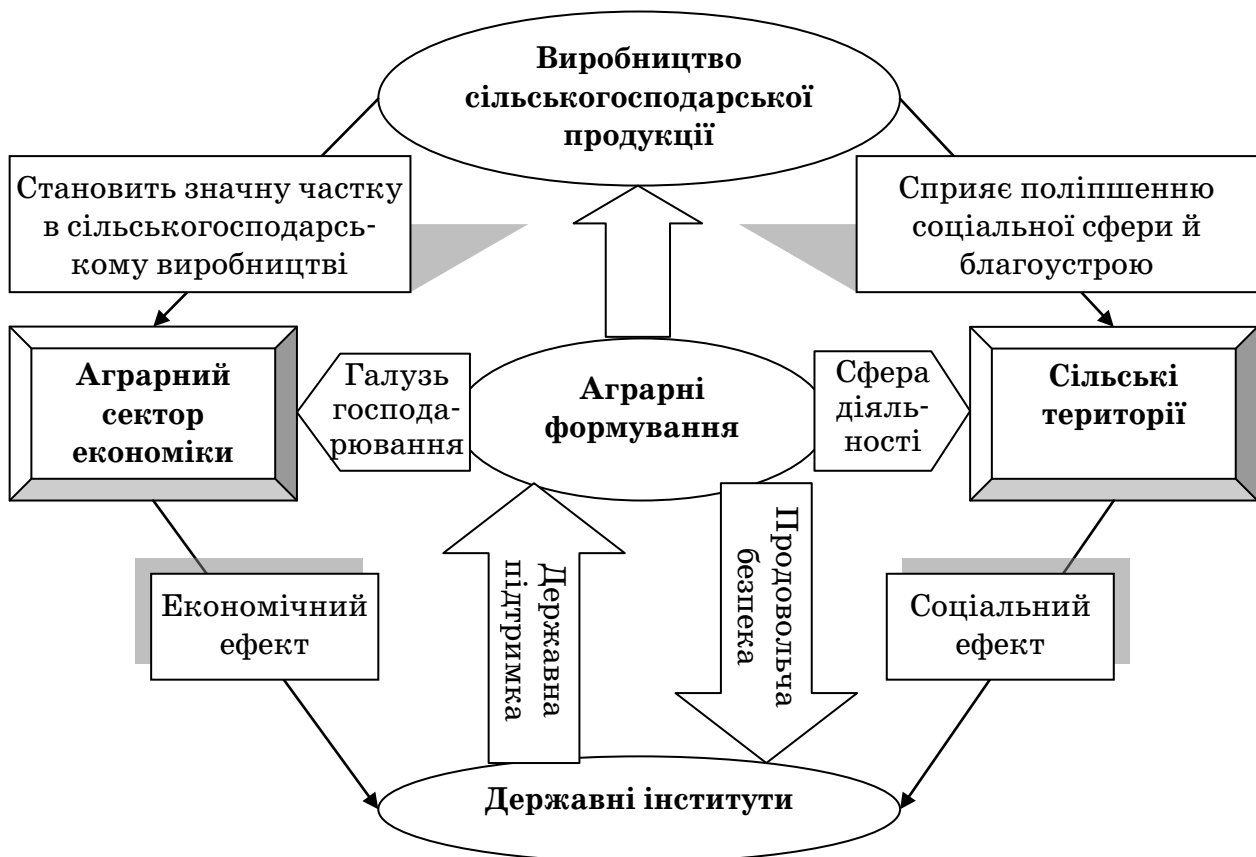 Виробництво
сільськогосподарської
продукції
Становить значну частку
в сільськогосподарсь-
кому виробництві
Сприяє поліпшенню
соціальної сфери й
благоустрою
Аграрний
сектор
економіки
Галузь
господа-
рювання
Аграрні
формування
Сфера
діяль-
ності
Сільські
території
Економічний
ефект
Державна
підтримка
Продовольча
безпека
Соціальний
ефект
Державні інститути